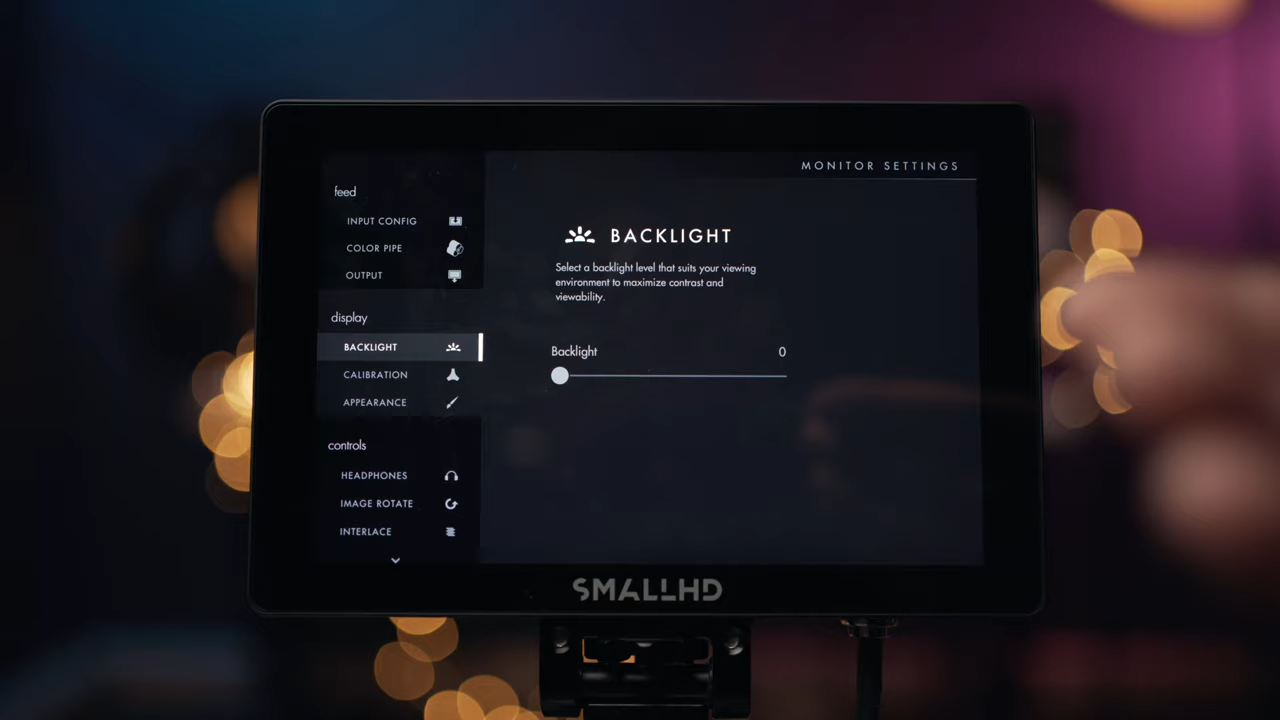 MONITOR SETTINGS
feed
INPUT CONFIG
COLOR PIPE
OUTPUT
display
BACKLIGHT
CALIBRATION
APPEARANCE
controls
HEADPHONES
IMAGE ROTATE
INTERLACE
BACKLIGHT
Select a backlight level that suits your viewing
environment to maximize contrast and
viewability.
Backlight 0
SMALLHD